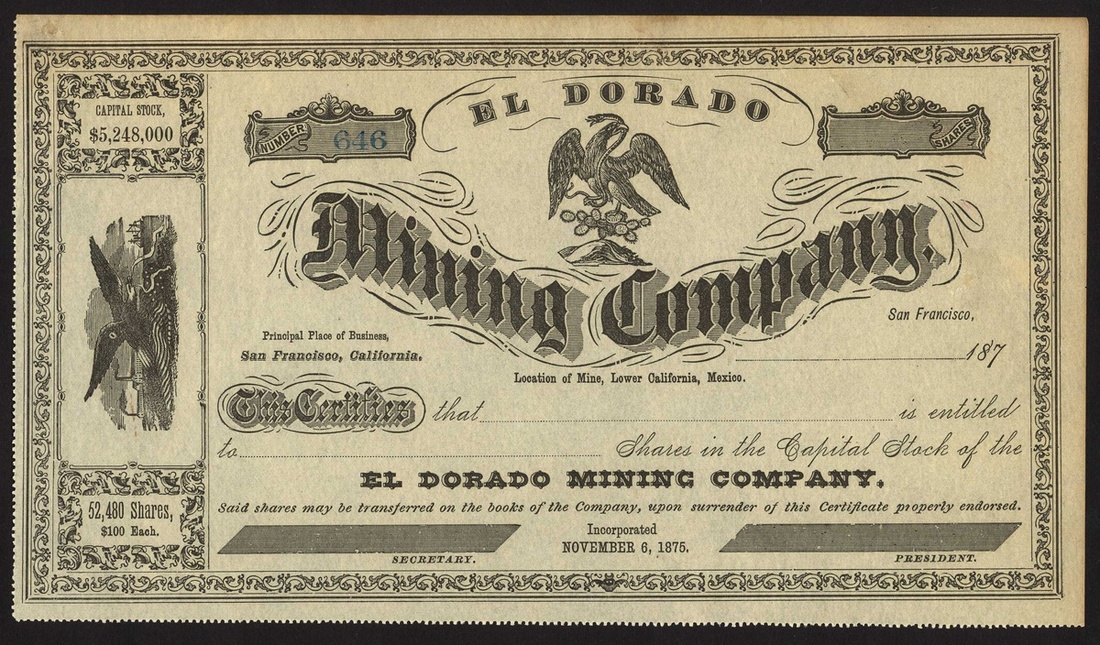 CAPITAL STOCK,
$5,248,000
NUMBER 646
EL DORADO
SHARES
Mining Company.
San Francisco,
Principal Place of Business,
San Francisco, California.
187
Location of Mine, Lower California, Mexico.
This Certifies that is entitled
to Shares in the Capital Stock of the
EL DORADO MINING COMPANY.
52,480 Shares,
$100 Each.
Said shares may be transferred on the books of the Company, upon surrender of this Certificate properly endorsed.
Incorporated
NOVEMBER 6, 1875.
SECRETARY.
PRESIDENT.